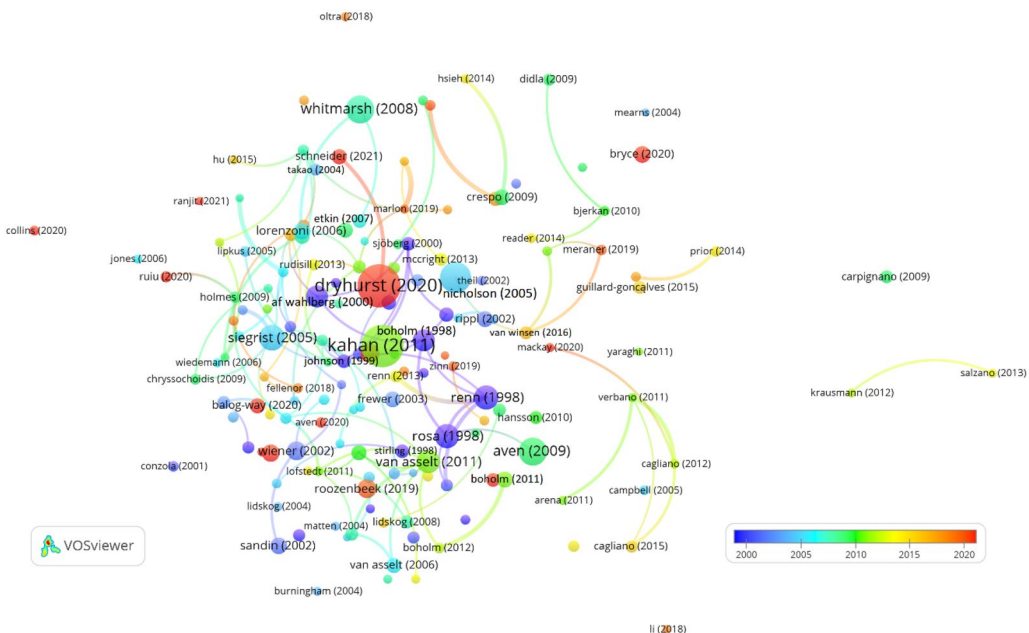 oltra (2018)
hsieh (2014)
didla (2009)
whitmarsh (2008)
mearns (2004)
hu (2015)
schneider (2021)
bryce (2020)
takao (2004)
crespo (2009)
ranjit (2021)
marlon (2019)
bjerkan (2010)
etkin (2007)
collins (2020)
lorenzoni (2006)
sjöberg (2000)
reader (2014)
lipkus (2005)
meraner (2019)
prior (2014)
jones (2006)
mccright (2013)
rudisill (2013)
ruiu (2020)
carpignano (2009)
theil (2002)
dryhurst (2020)
guillard-gonçalves (2015)
nicholson (2005)
holmes (2009)
af wahlberg (2000)
rippl (2002)
boholm (1998)
van winsen (2016)
siegrist (2005)
kahan (2011)
mackay (2020)
yaraghi (2011)
johnson (1999)
wiedemann (2006)
zinn (2019)
salzano (2013)
renn (2013)
chryssochoidis (2009)
fellenor (2018)
krausmann (2012)
renn (1998)
verbano (2011)
frewer (2003)
balog-way (2020)
hansson (2010)
aven (2020)
rosa (1998)
wiener (2002)
stirling (1998)
aven (2009)
van asselt (2011)
cagliano (2012)
conzola (2001)
lofstedt (2011)
boholm (2011)
roozenbeek (2019)
campbell (2005)
arena (2011)
lidskog (2004)
matten (2004)
lidskog (2008)
sandin (2002)
boholm (2012)
cagliano (2015)
VOSviewer
van asselt (2006)
2000 2005 2010 2015 2020
burningham (2004)
li (2018)